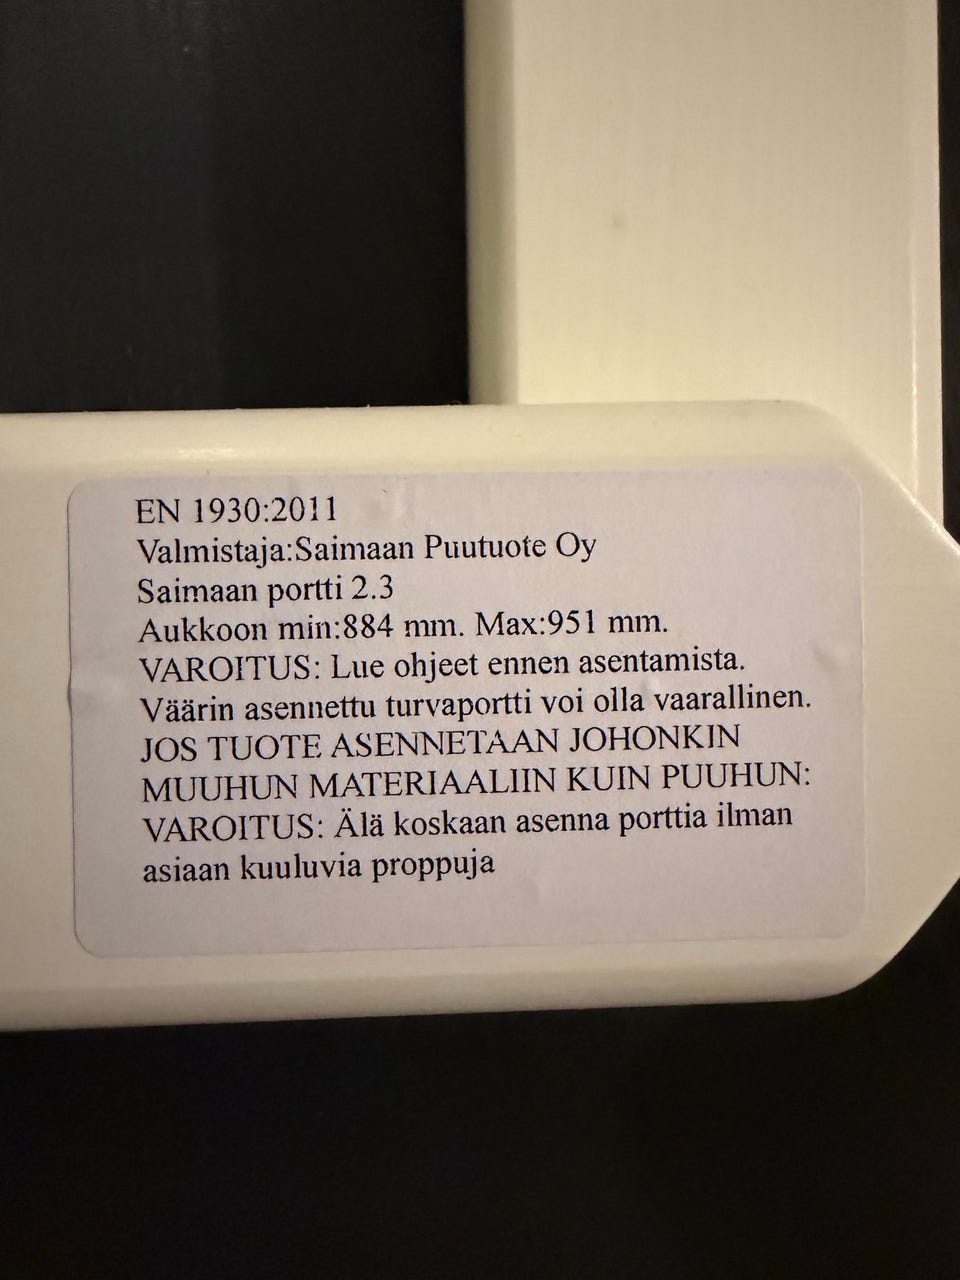 EN 1930:2011
Valmistaja:Saimaan Puutuote Oy
Saimaan portti 2.3
Aukkoon min:884 mm. Max:951 mm.
VAROITUS: Lue ohjeet ennen asentamista.
Väärin asennettu turvaportti voi olla vaarallinen.
JOS TUOTE ASENNETAAN JOHONKIN
MUUHUN MATERIAALIIN KUIN PUUHUN:
VAROITUS: Älä koskaan asenna porttia ilman
asiaan kuuluvia proppuja